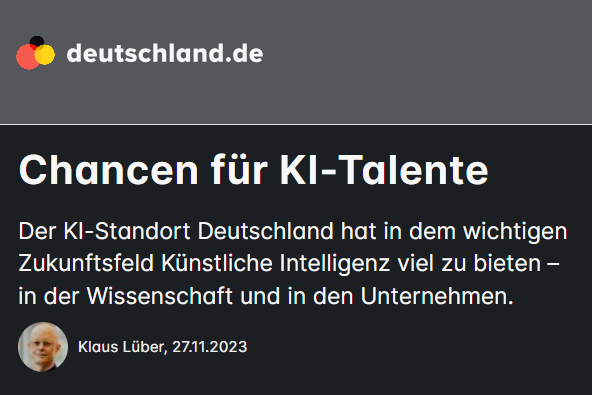 deutschland.de
Chancen für KI-Talente
Der KI-Standort Deutschland hat in dem wichtigen
Zukunftsfeld Künstliche Intelligenz viel zu bieten –
in der Wissenschaft und in den Unternehmen.
Klaus Lüber, 27.11.2023